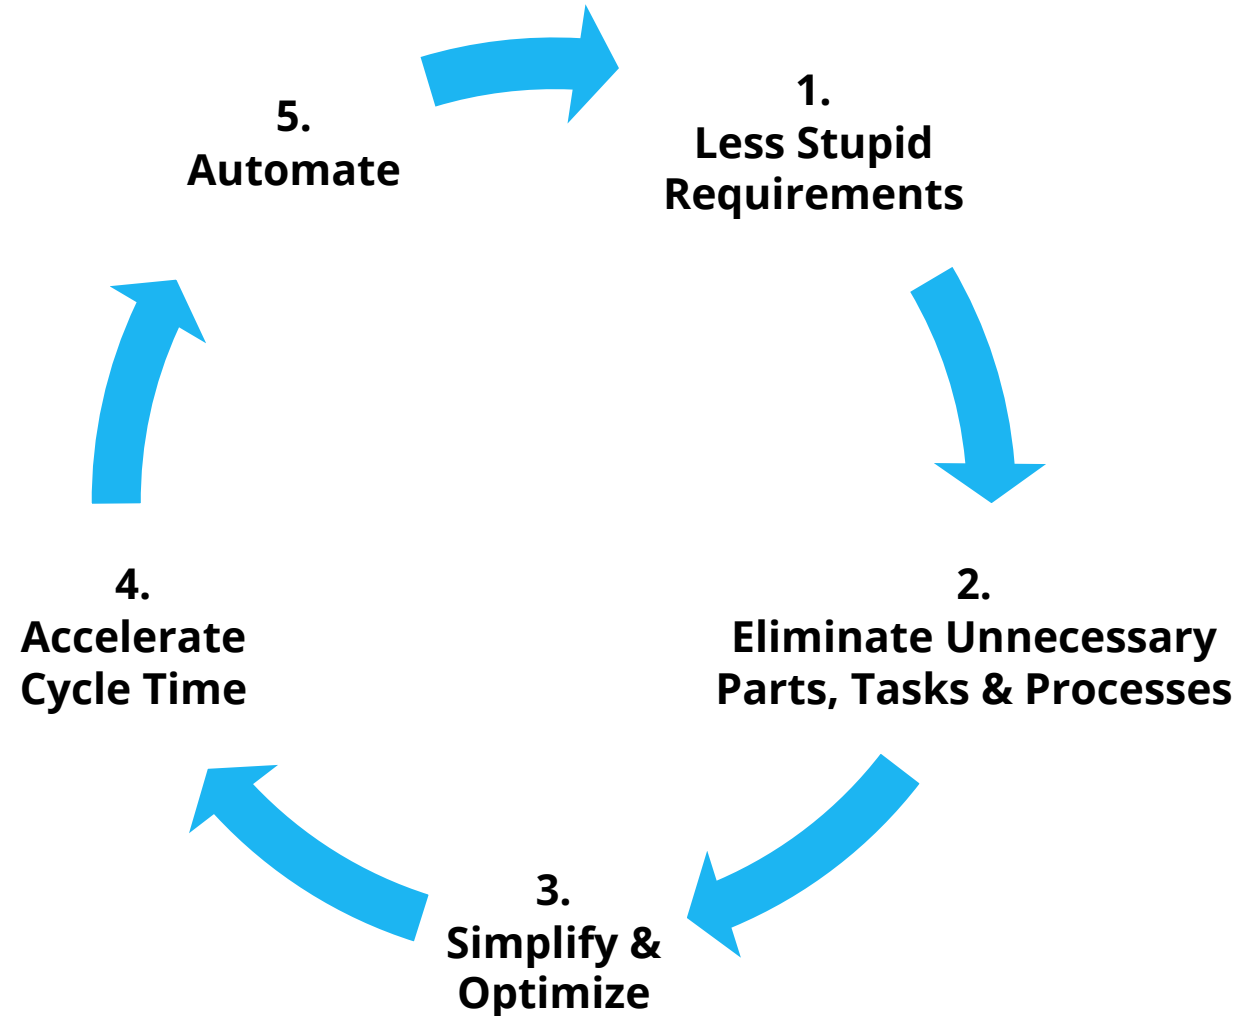 1.
Less Stupid
Requirements
2.
Eliminate Unnecessary
Parts, Tasks & Processes
3.
Simplify &
Optimize
4.
Accelerate
Cycle Time
5.
Automate